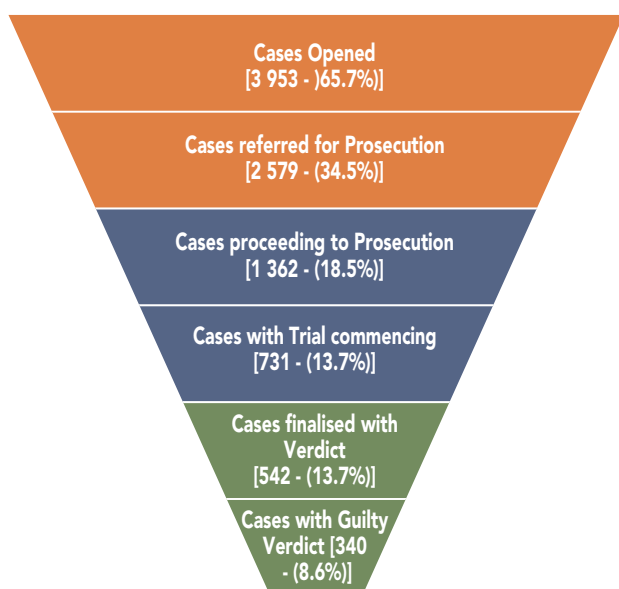 Cases Opened
[3 953 - )65.7%)]
Cases referred for Prosecution
[2 579 - (34.5%)]
Cases proceeding to Prosecution
[1 362 - (18.5%)]
Cases with Trial commencing
[731 - (13.7%)]
Cases finalised with
Verdict
[542 - (13.7%)]
Cases with Guilty
Verdict [340
- (8.6%)]